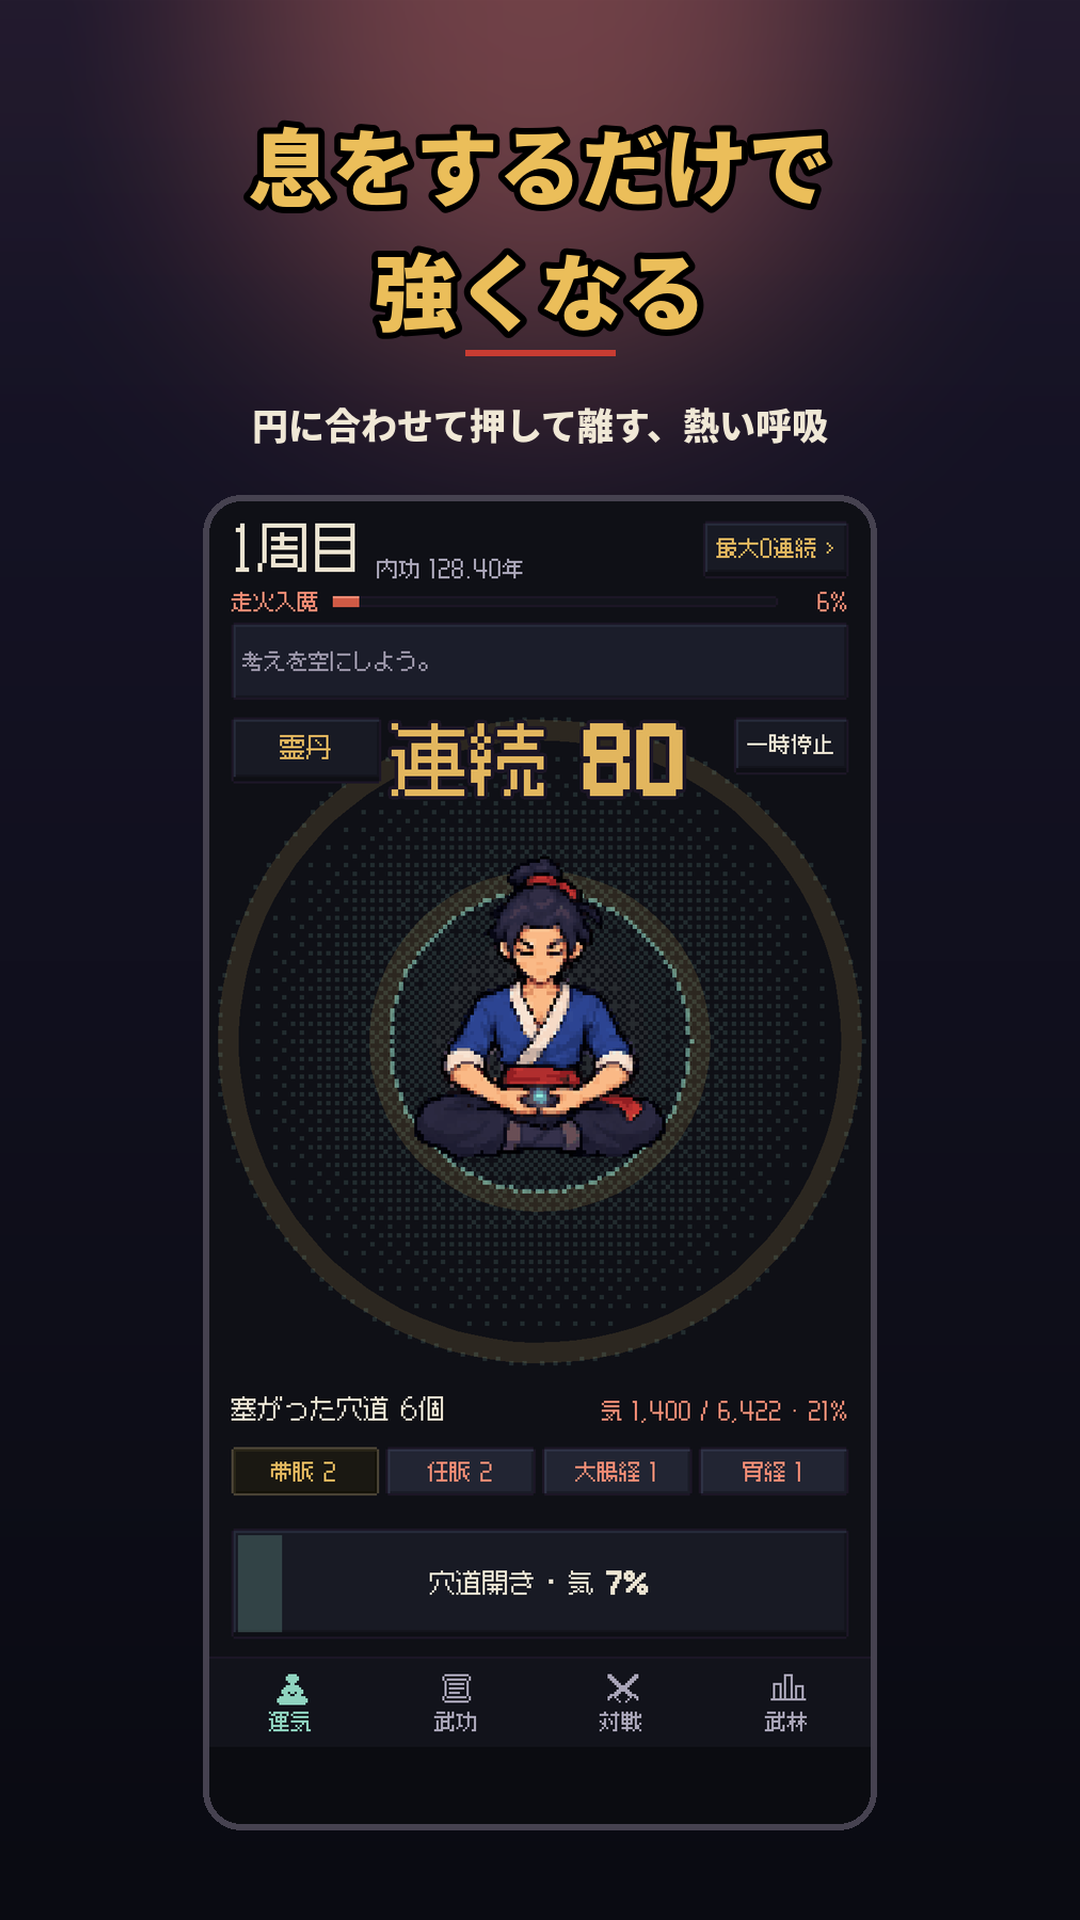 息をするだけで
強くなる
円に合わせて押して離す、熱い呼吸
1周目 内功 128.40年
最大0連続 >
走火入魔 6%
考えを空にしよう。
霊丹
連続 80
一時停止
塞がった穴道 6個
気 1,400 / 6,422 · 21%
帯脈 2
任脈 2
大腸経 1
胃経 1
穴道開き · 気 7%
運気
武功
対戦
武林